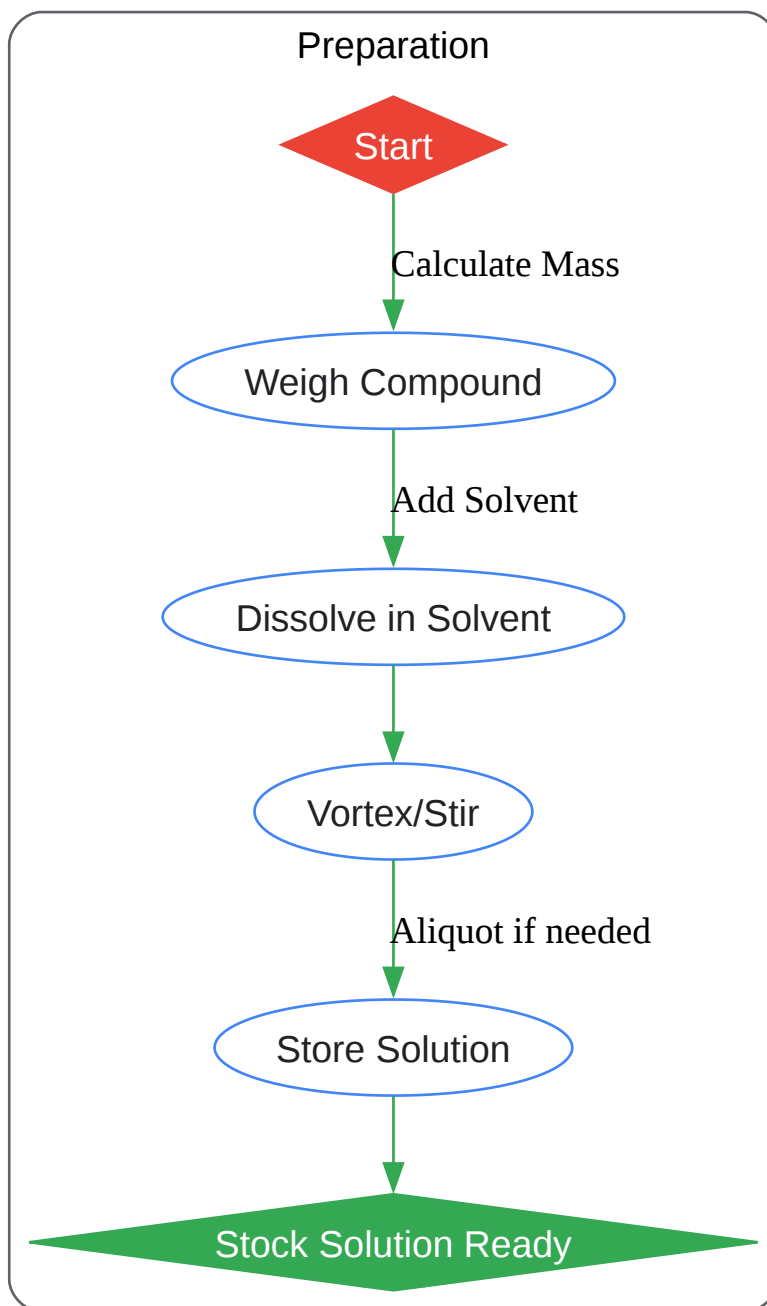 Preparation
Start
Calculate Mass
Weigh Compound
Add Solvent
Dissolve in Solvent
Vortex/Stir
Aliquot if needed
Store Solution
Stock Solution Ready